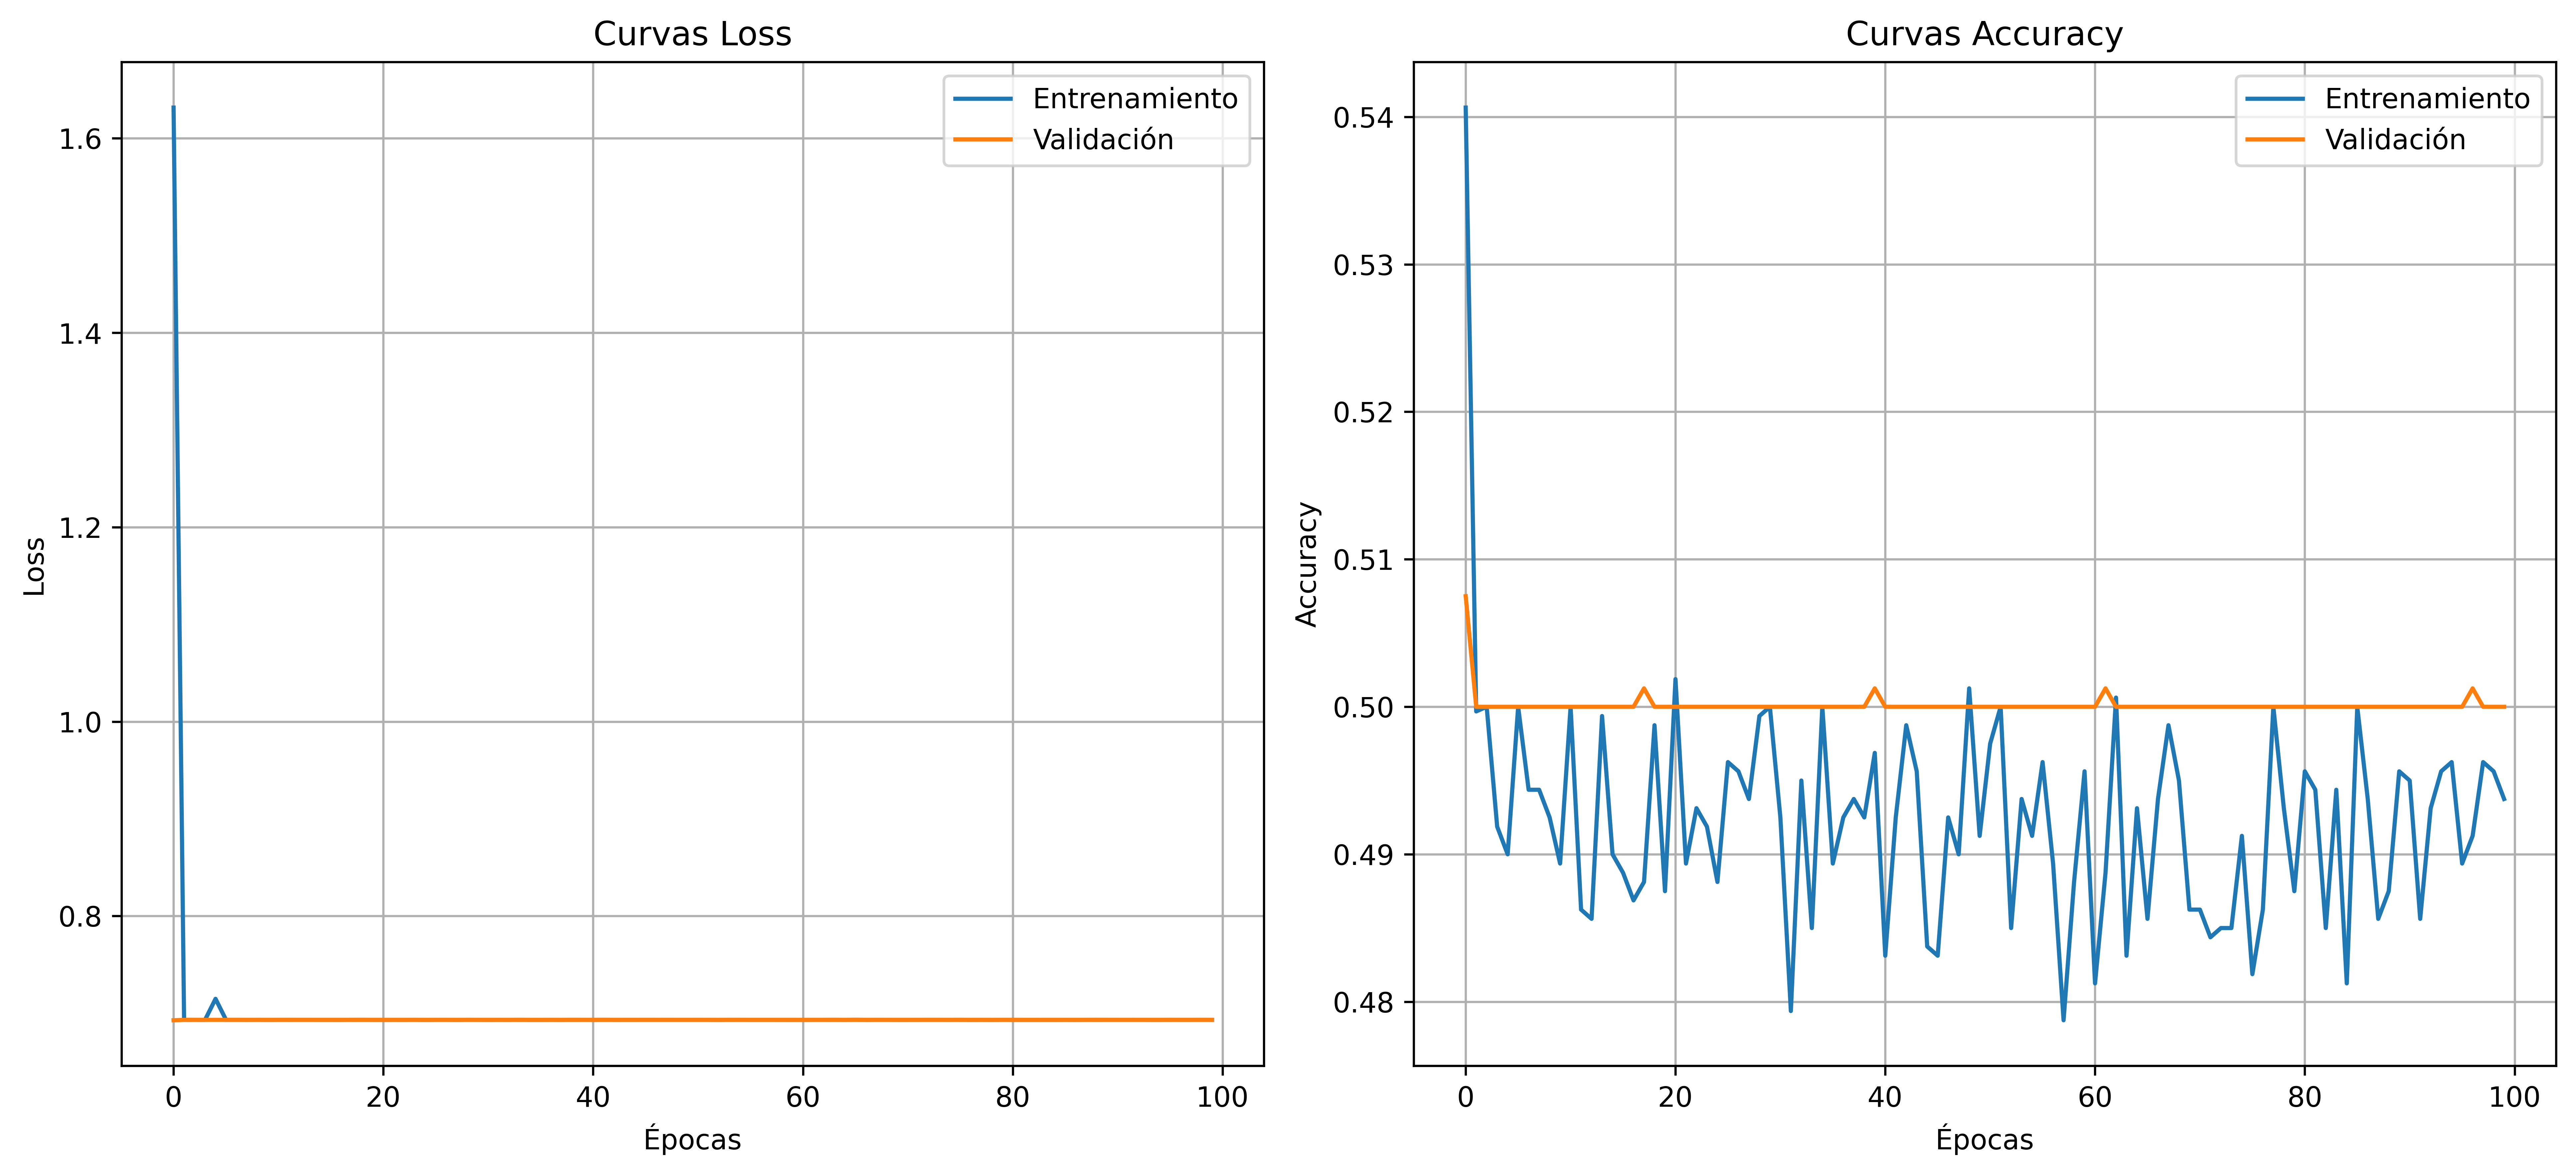 Curvas Loss
Loss
1.6
1.4
1.2
1.0
0.8
0 20 40 60 80 100
Épocas
Entrenamiento
Validación
Curvas Accuracy
Accuracy
0.54
0.53
0.52
0.51
0.50
0.49
0.48
0 20 40 60 80 100
Épocas
Entrenamiento
Validación